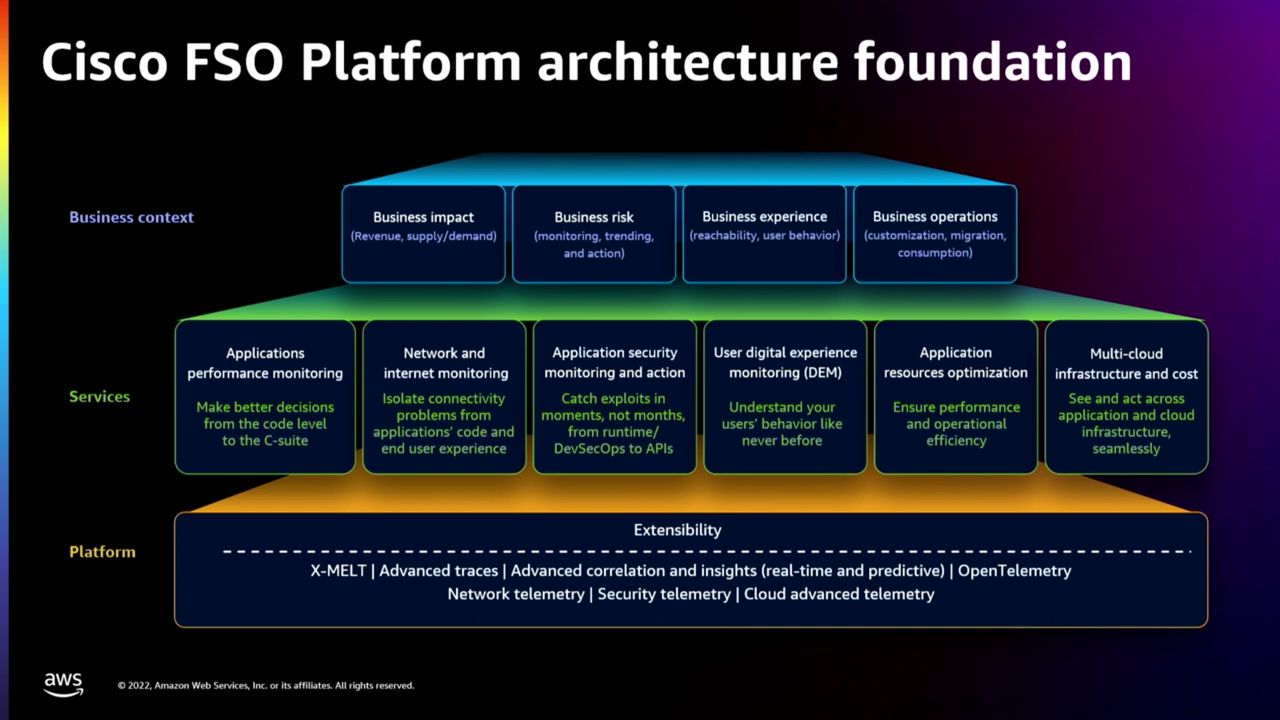 Cisco FSO Platform architecture foundation
Business context
Business impact
(Revenue, supply/demand)
Business risk
(monitoring, trending,
and action)
Business experience
(reachability, user behavior)
Business operations
(customization, migration,
consumption)
Services
Applications
performance monitoring
Make better decisions
from the code level
to the C-suite
Network and
internet monitoring
Isolate connectivity
problems from
applications' code and
end user experience
Application security
monitoring and action
Catch exploits in
moments, not months,
from runtime/
DevSecOps to APIs
User digital experience
monitoring (DEM)
Understand your
users' behavior like
never before
Application
resources optimization
Ensure performance
and operational
efficiency
Multi-cloud
infrastructure and cost
See and act across
application and cloud
infrastructure,
seamlessly
Platform
Extensibility
X-MELT | Advanced traces | Advanced correlation and insights (real-time and predictive) | OpenTelemetry
Network telemetry | Security telemetry | Cloud advanced telemetry
aws
© 2022, Amazon Web Services, Inc. or its affiliates. All rights reserved.